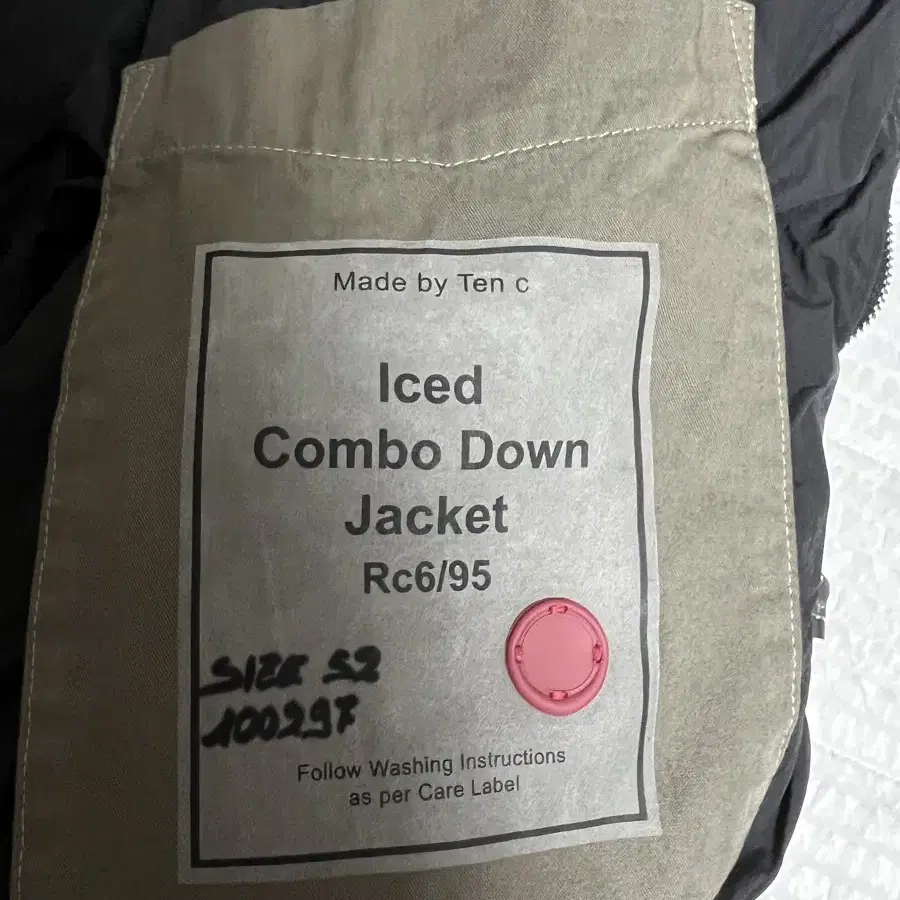 Made by Ten c
Iced
Combo Down
Jacket
Rc6/95
SIZE 52
100297
Follow Washing Instructions
as per Care Label